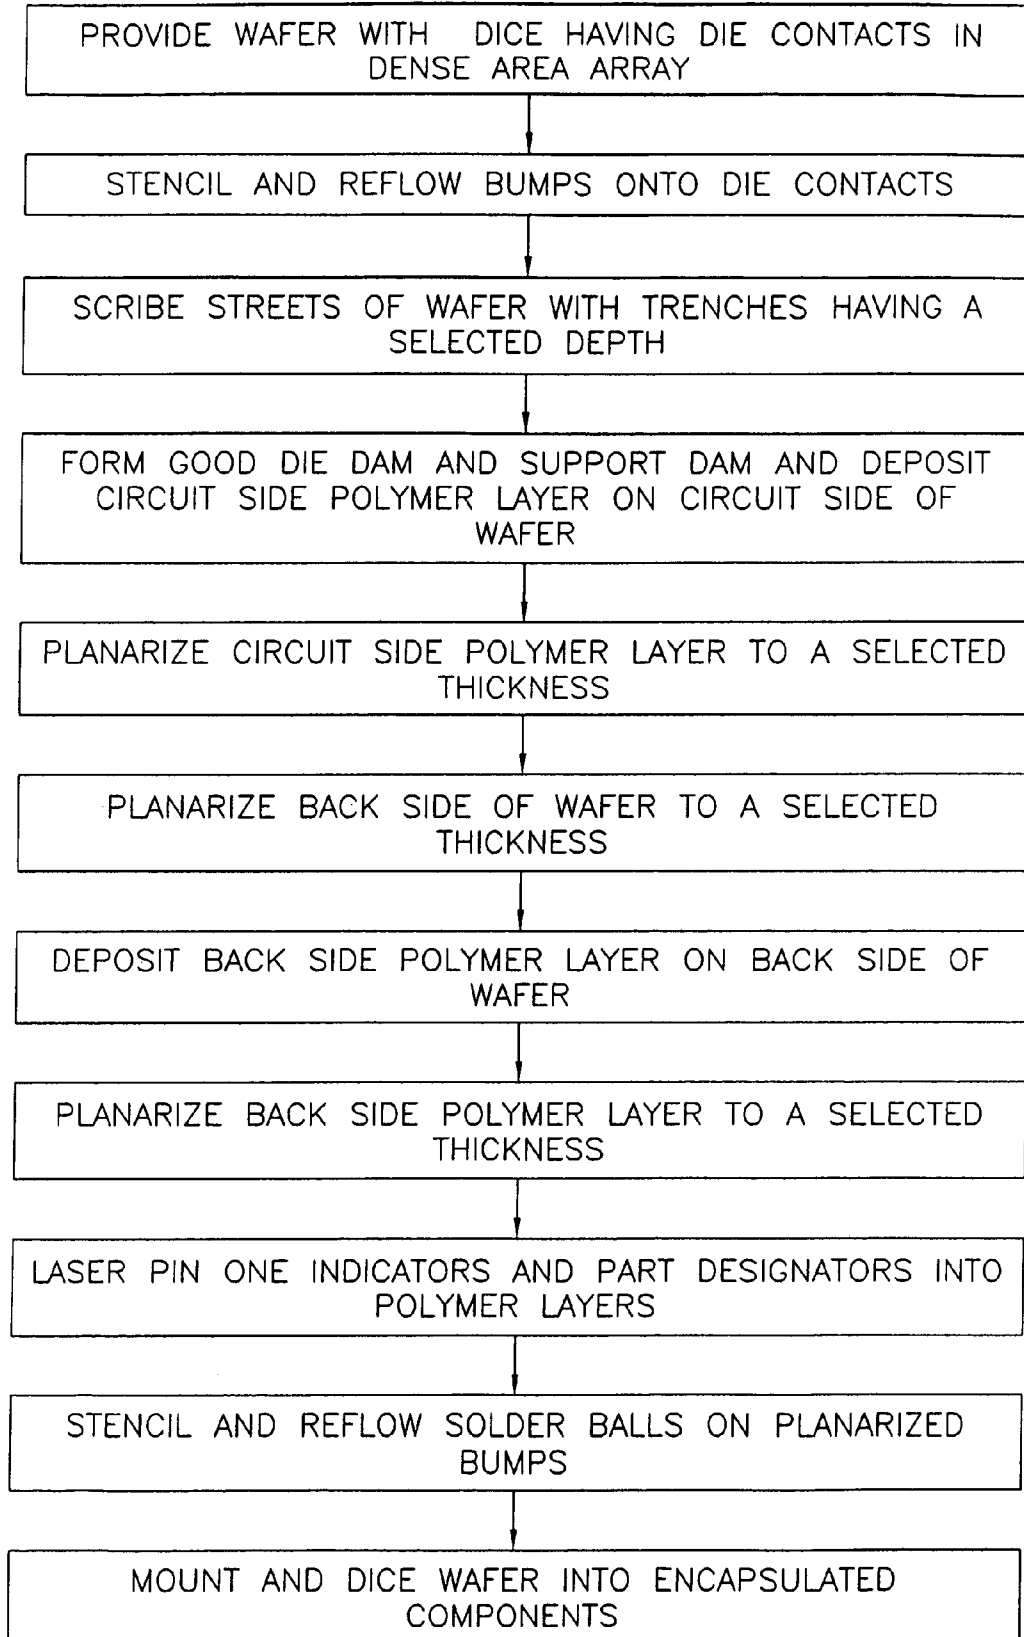 PROVIDE WAFER WITH DICE HAVING DIE CONTACTS IN
DENSE AREA ARRAY
STENCIL AND REFLOW BUMPS ONTO DIE CONTACTS
SCRIBE STREETS OF WAFER WITH TRENCHES HAVING A
SELECTED DEPTH
FORM GOOD DIE DAM AND SUPPORT DAM AND DEPOSIT
CIRCUIT SIDE POLYMER LAYER ON CIRCUIT SIDE OF
WAFER
PLANARIZE CIRCUIT SIDE POLYMER LAYER TO A SELECTED
THICKNESS
PLANARIZE BACK SIDE OF WAFER TO A SELECTED
THICKNESS
DEPOSIT BACK SIDE POLYMER LAYER ON BACK SIDE OF
WAFER
PLANARIZE BACK SIDE POLYMER LAYER TO A SELECTED
THICKNESS
LASER PIN ONE INDICATORS AND PART DESIGNATORS INTO
POLYMER LAYERS
STENCIL AND REFLOW SOLDER BALLS ON PLANARIZED
BUMPS
MOUNT AND DICE WAFER INTO ENCAPSULATED
COMPONENTS